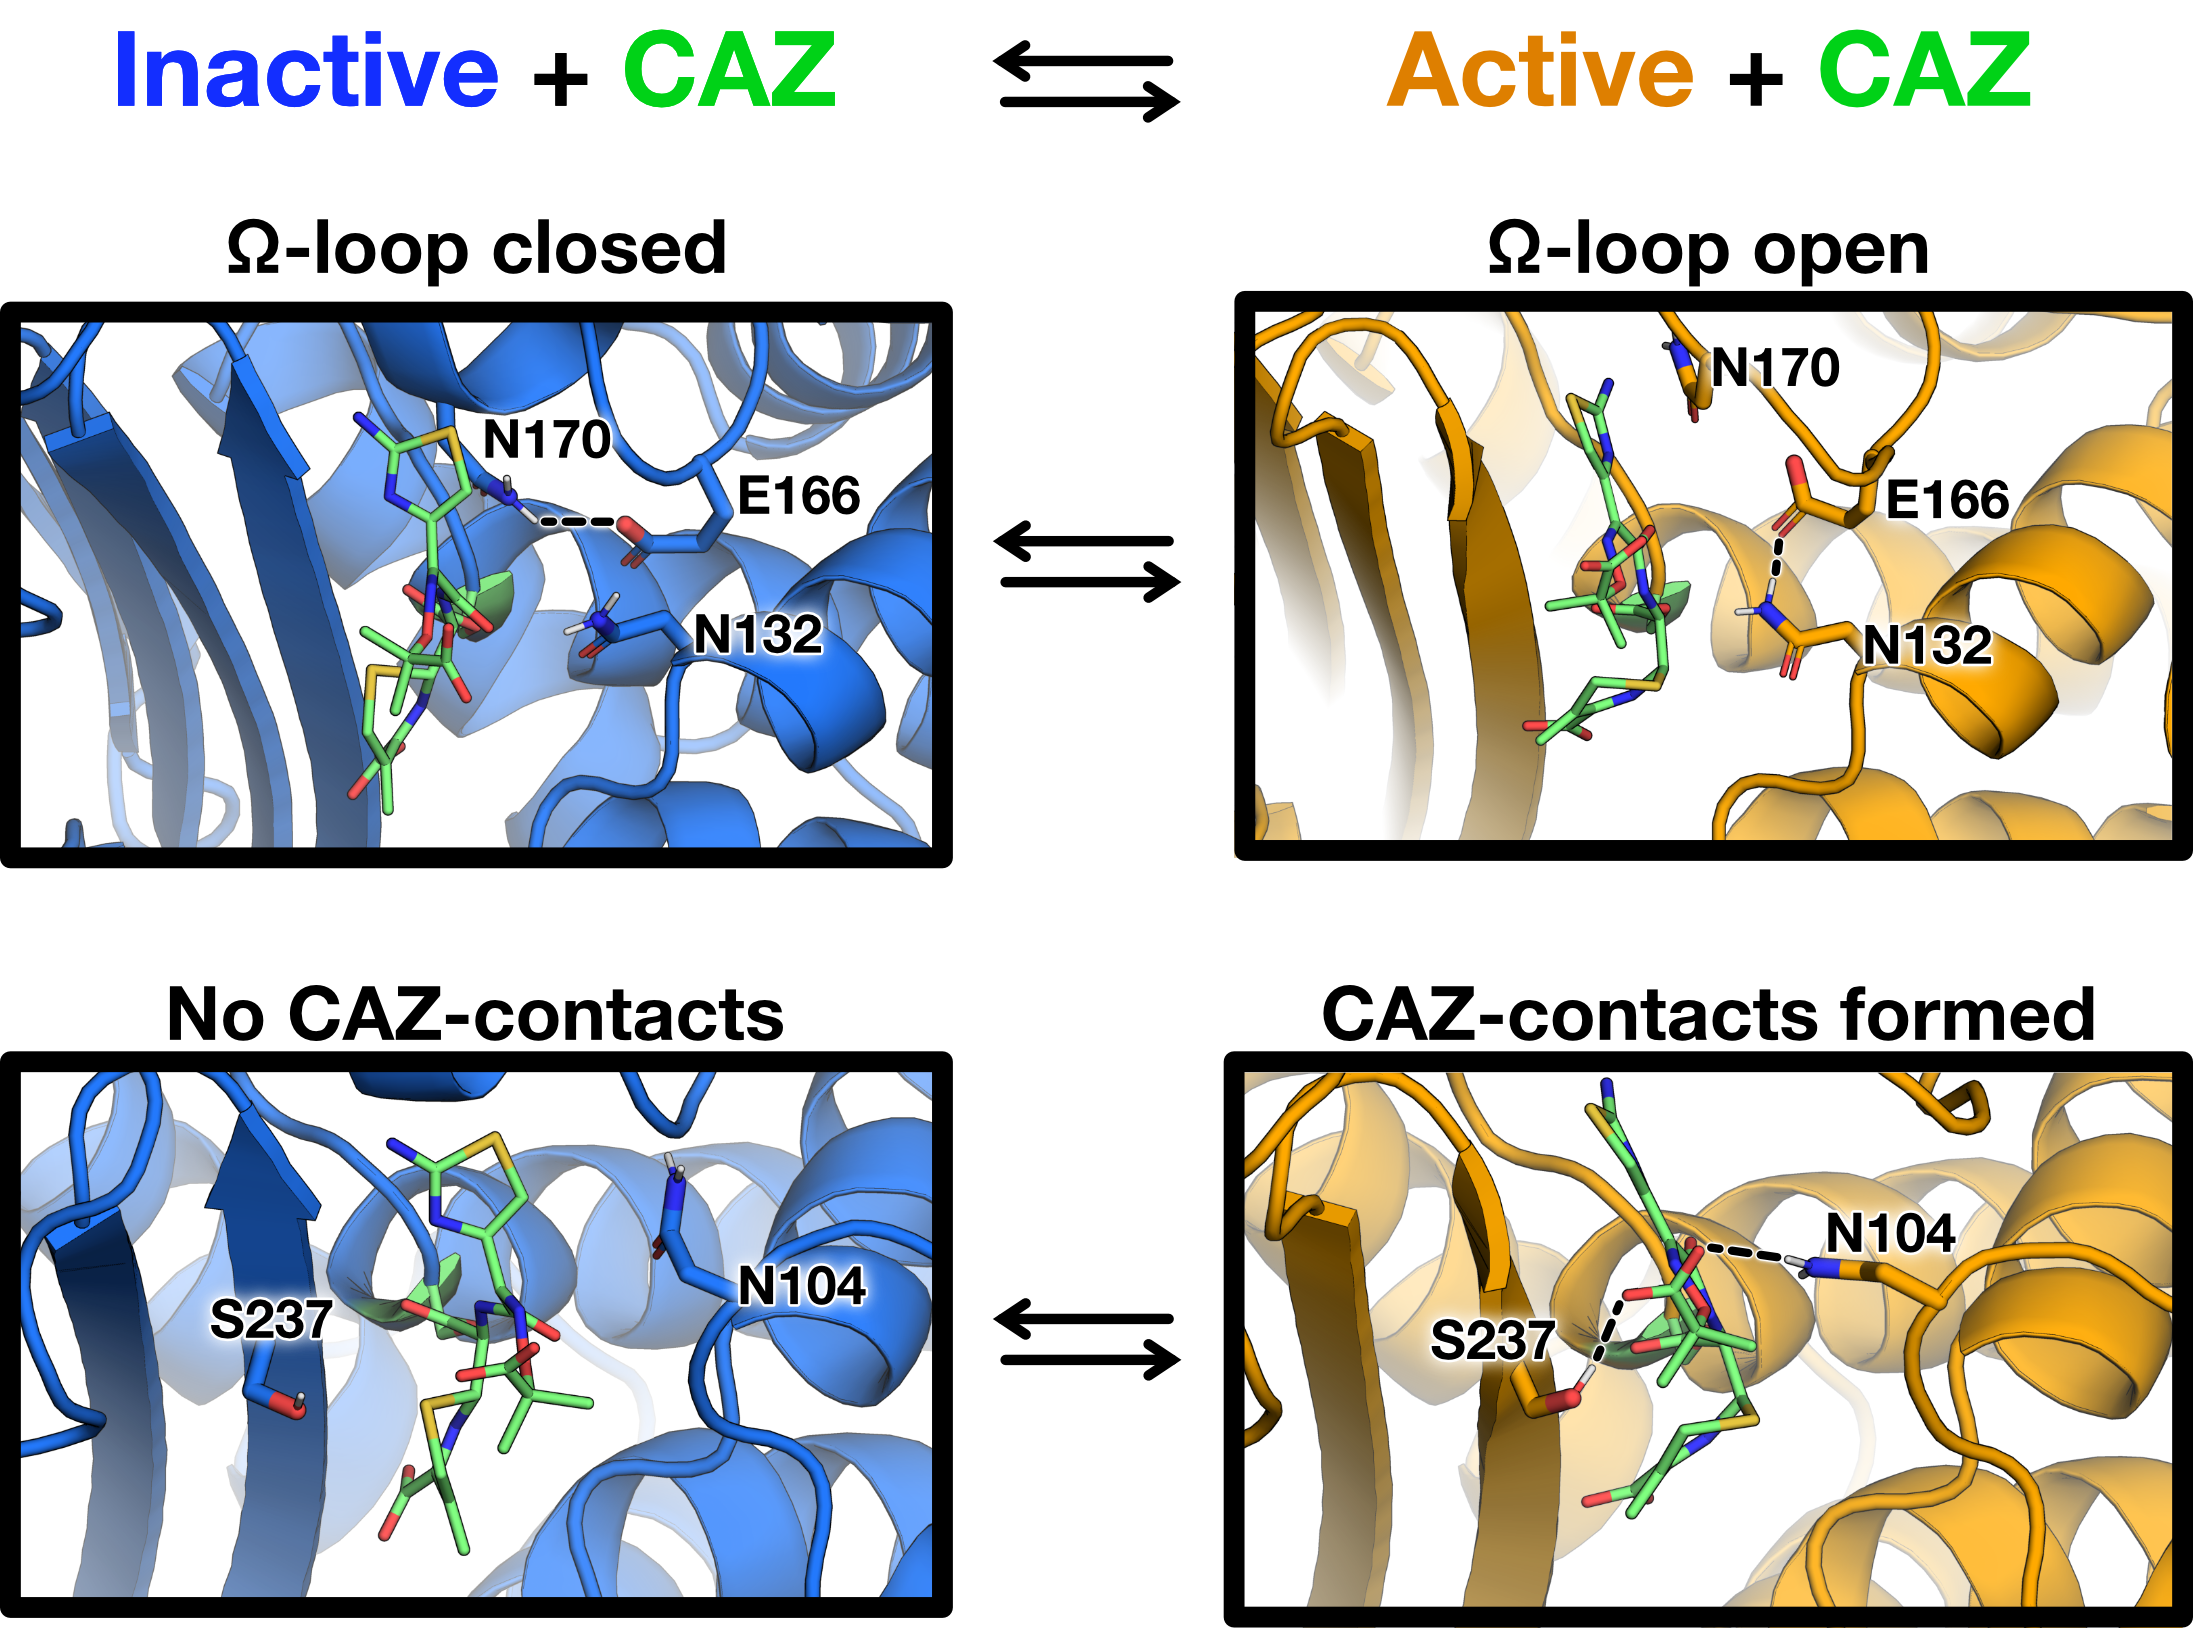 Inactive + CAZ
Active + CAZ
Ω-loop closed
Ω-loop open
N170
E166
N132
N170
E166
N132
No CAZ-contacts
CAZ-contacts formed
N104
S237
N104
S237